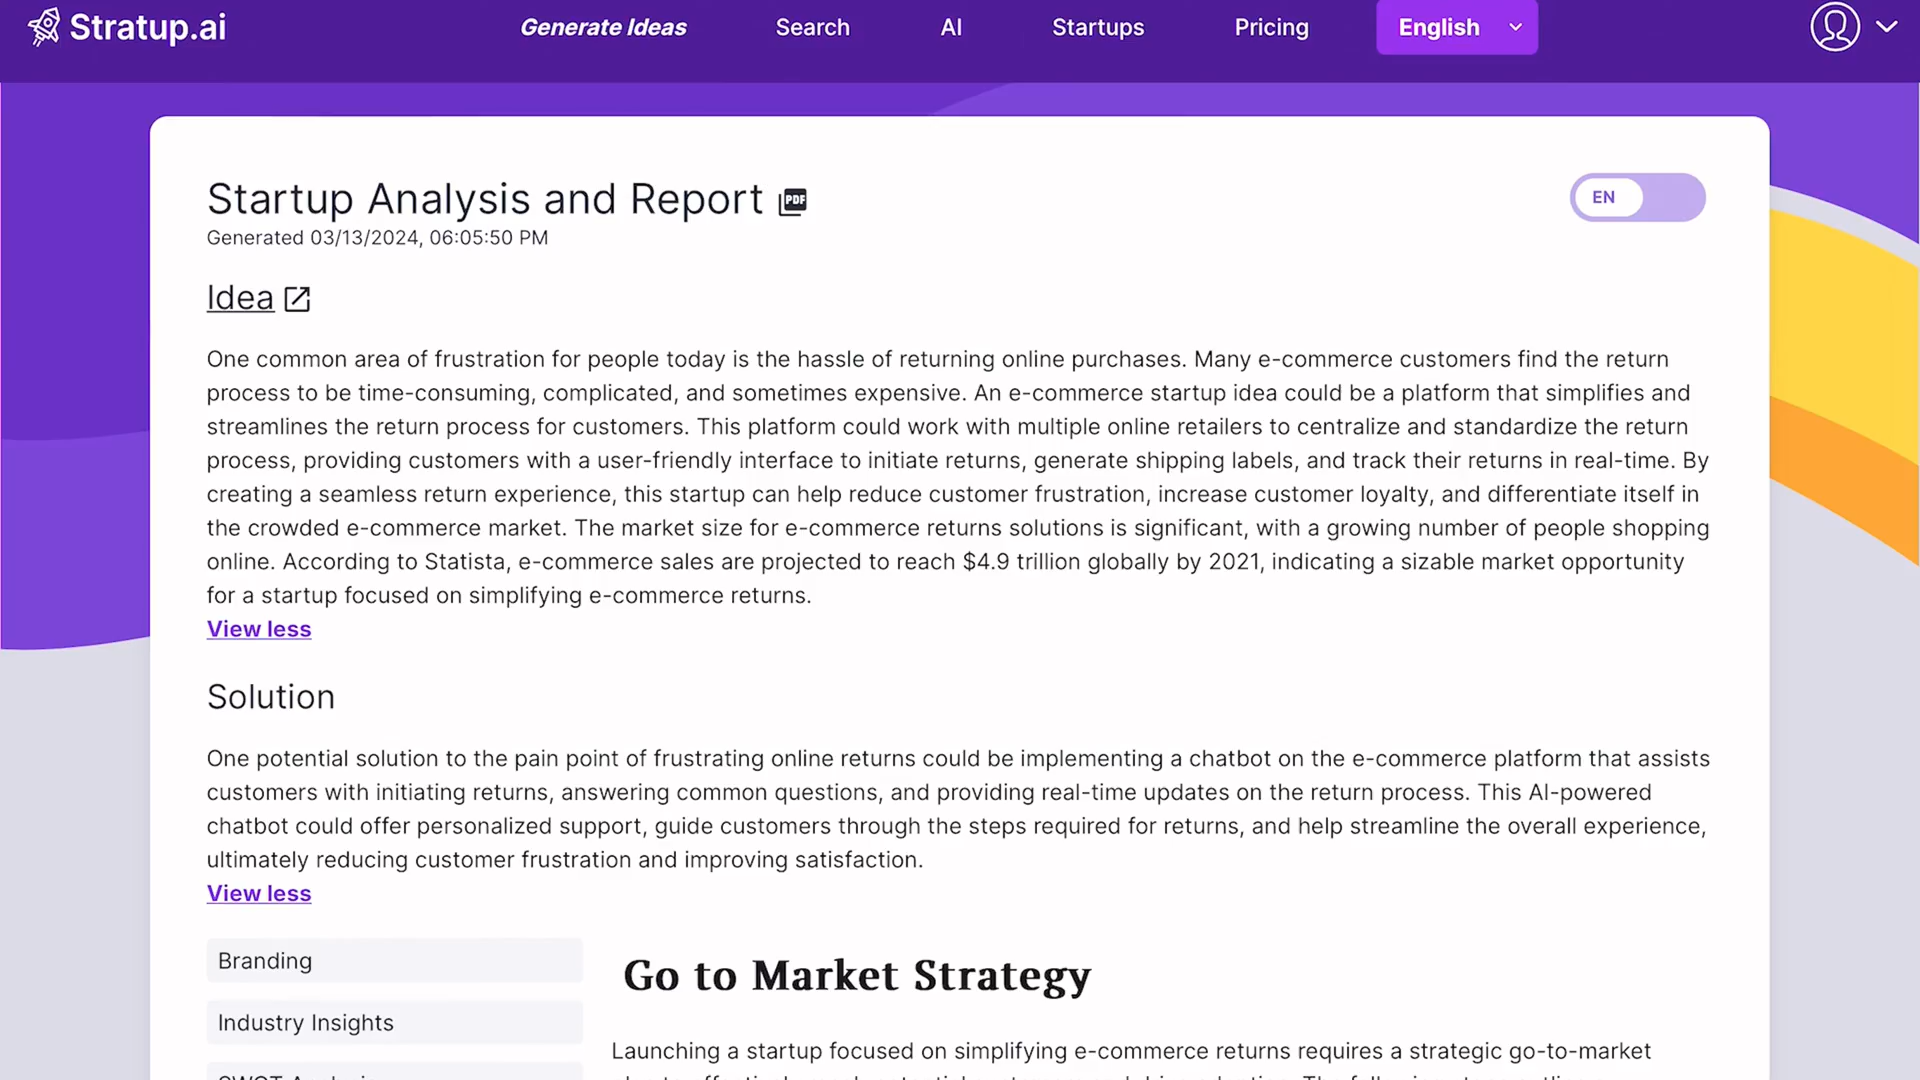 Stratup.ai
Generate Ideas
Search
AI
Startups
Pricing
English
Startup Analysis and Report PDF
EN
Generated 03/13/2024, 06:05:50 PM
Idea
One common area of frustration for people today is the hassle of returning online purchases. Many e-commerce customers find the return
process to be time-consuming, complicated, and sometimes expensive. An e-commerce startup idea could be a platform that simplifies and
streamlines the return process for customers. This platform could work with multiple online retailers to centralize and standardize the return
process, providing customers with a user-friendly interface to initiate returns, generate shipping labels, and track their returns in real-time. By
creating a seamless return experience, this startup can help reduce customer frustration, increase customer loyalty, and differentiate itself in
the crowded e-commerce market. The market size for e-commerce returns solutions is significant, with a growing number of people shopping
online. According to Statista, e-commerce sales are projected to reach $4.9 trillion globally by 2021, indicating a sizable market opportunity
for a startup focused on simplifying e-commerce returns.
View less
Solution
One potential solution to the pain point of frustrating online returns could be implementing a chatbot on the e-commerce platform that assists
customers with initiating returns, answering common questions, and providing real-time updates on the return process. This AI-powered
chatbot could offer personalized support, guide customers through the steps required for returns, and help streamline the overall experience,
ultimately reducing customer frustration and improving satisfaction.
View less
Branding
Industry Insights
Go to Market Strategy
Launching a startup focused on simplifying e-commerce returns requires a strategic go-to-market